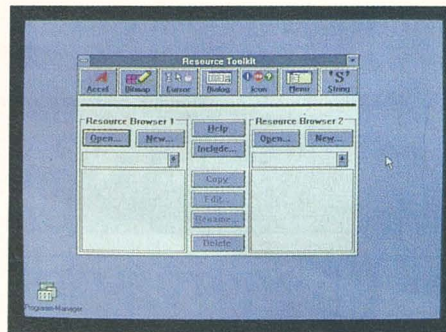 Resource Toolkit
Accel Bitmap Cursor Dialog Icon Menu String
'S'
Resource Browser 1
Open... New...
Help
Include...
Copy
Edit...
Rename...
Delete
Resource Browser 2
Open... New...
Program Manager